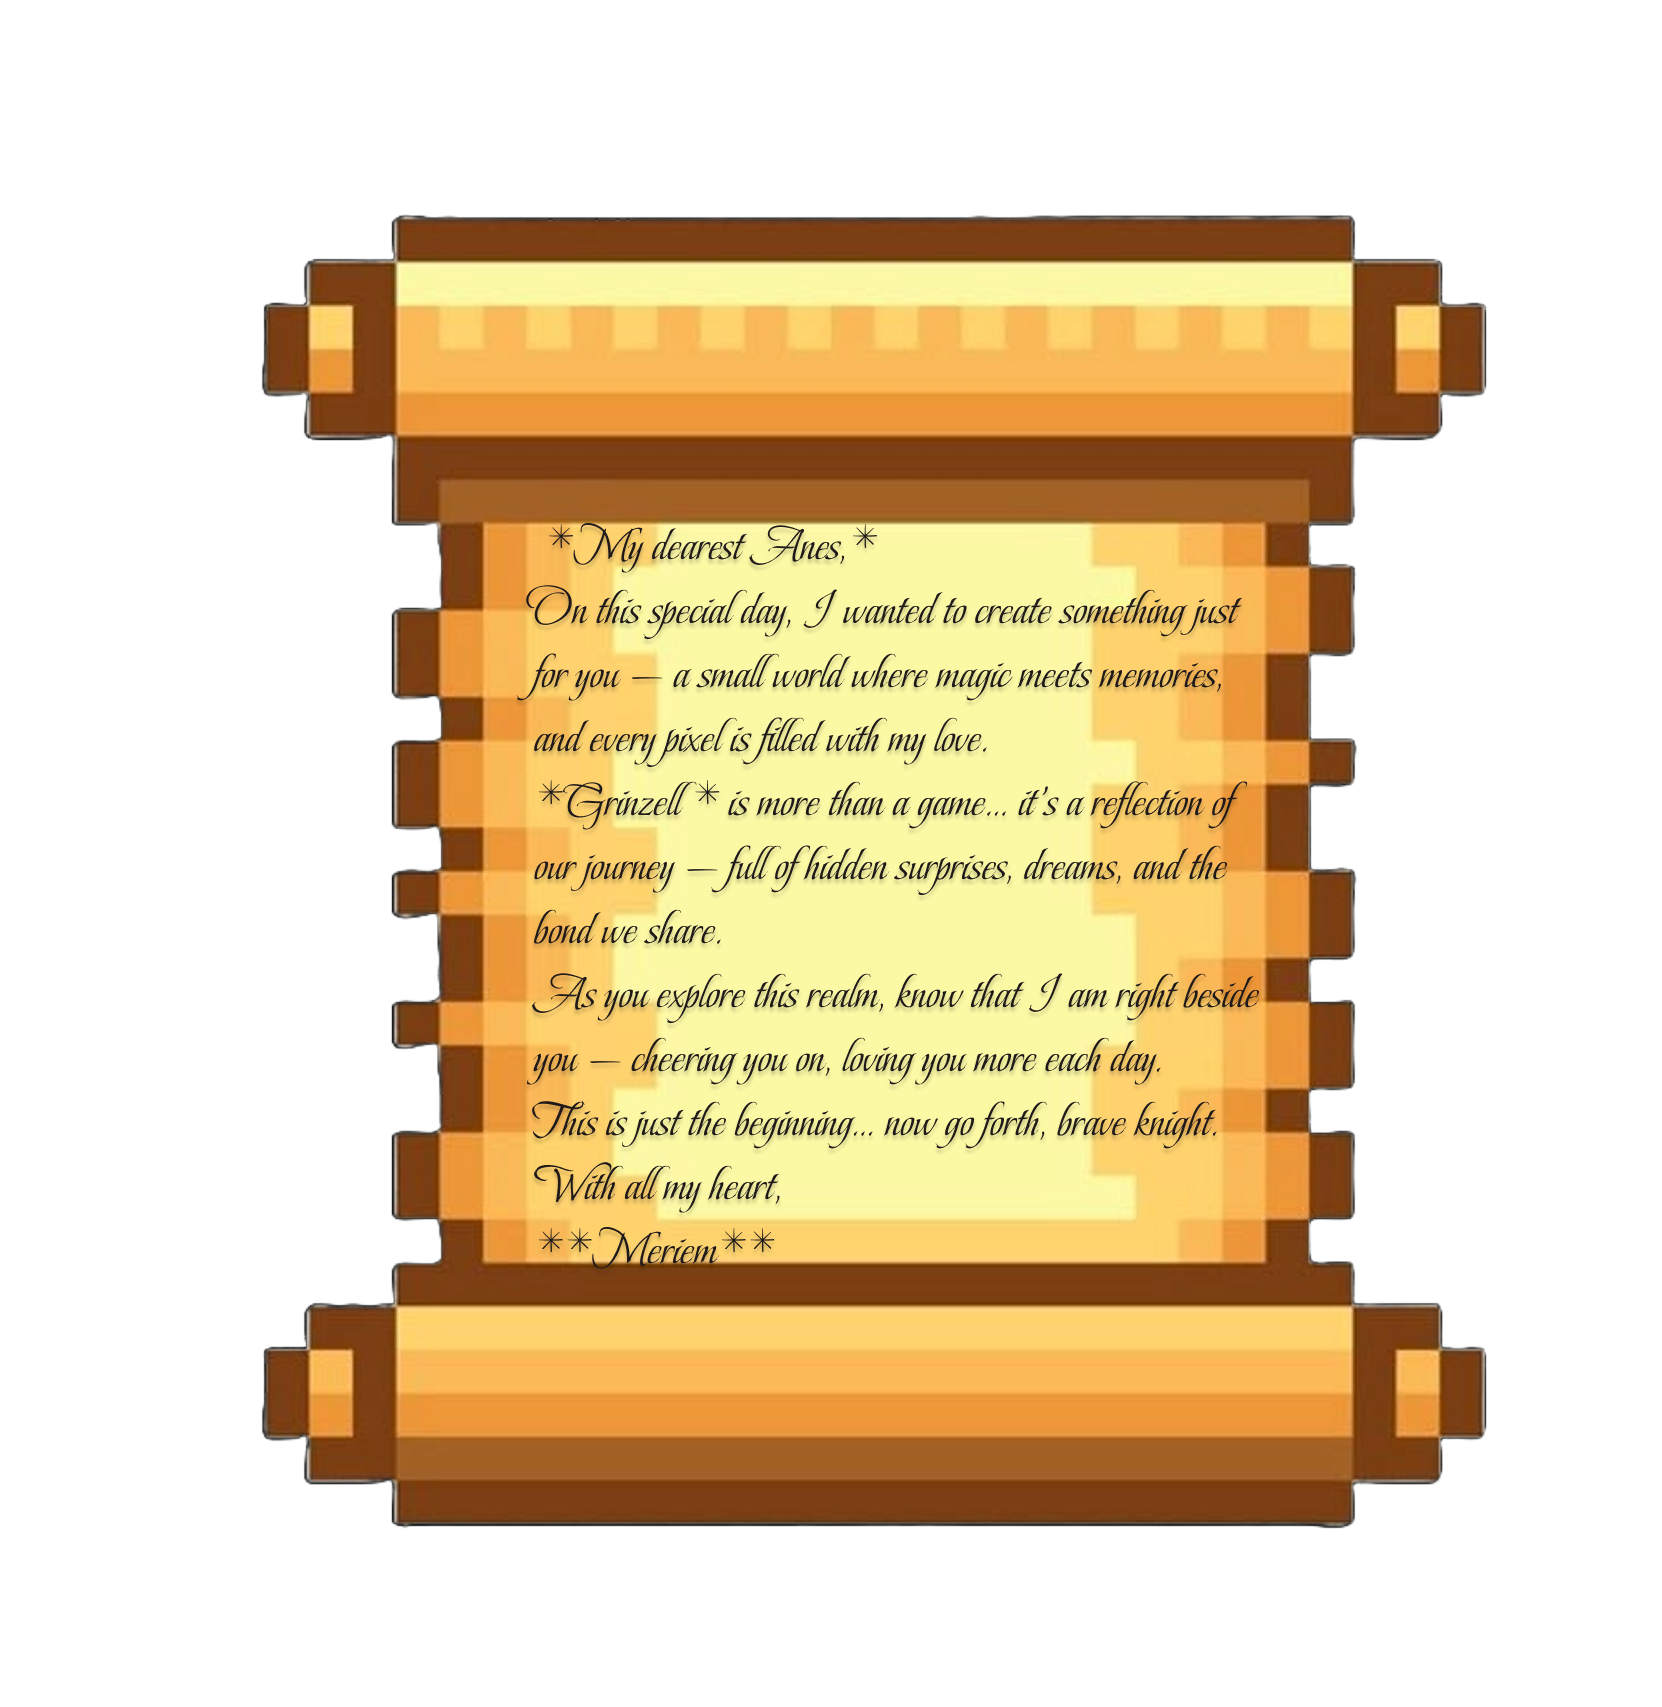 *My dearest Anes,*
On this special day, I wanted to create something just
for you — a small world where magic meets memories,
and every pixel is filled with my love.
*Grinzell * is more than a game... it's a reflection of
our journey — full of hidden surprises, dreams, and the
bond we share.
As you explore this realm, know that I am right beside
you — cheering you on, loving you more each day.
This is just the beginning... now go forth, brave knight.
With all my heart,
**Meriem**